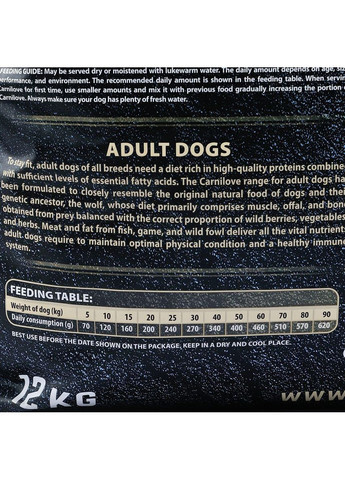 FEEDING GUIDE: May be served dry or moistened with lukewarm water. The daily amount depends on age, size
performance, and environment. The recommended daily amount is shown in the feeding table. When serving
Carnilove for first time, use smaller amounts and mix it with previous food gradually increasing the portion of
Carnilove. Always make sure your dog has plenty of fresh water.
ADULT DOGS
To stay fit, adult dogs of all breeds need a diet rich in high-quality proteins combine
with sufficient levels of essential fatty acids. The Carnilove range for adult dogs has
been formulated to closely resemble the original natural food of dogs and their
genetic ancestor, the wolf, whose diet primarily comprises muscle, offal, and bone
obtained from prey balanced with the correct proportion of wild berries, vegetables
and herbs. Meat and fat from fish, game, and wild fowl deliver all the vital nutrients
adult dogs require to maintain optimal physical condition and a healthy immune
system.
FEEDING TABLE:
Weight of dog (kg) 5 10 15 20 25 30 40 50 60 70 80 90
Daily consumption (g) 70 120 160 200 240 270 340 400 460 510 570 620
BEST USE BEFORE THE DATE SHOWN ON THE PACKAGE, KEEP IN A DRY AND COOL PLACE.
12 KG
www.